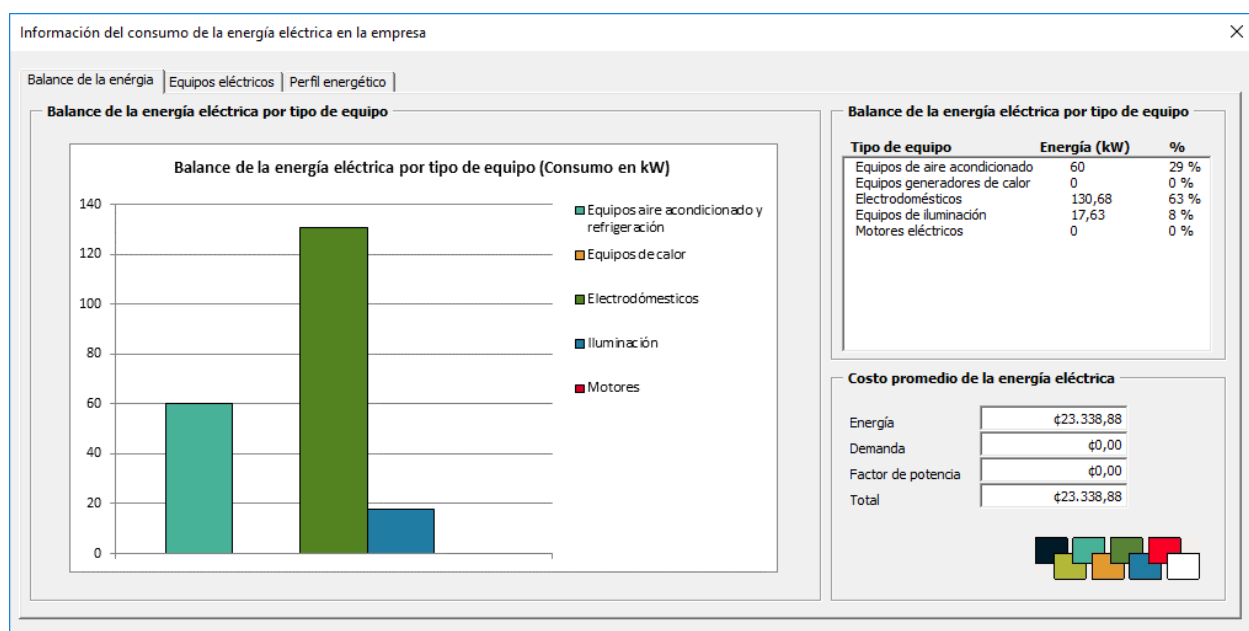 Información del consumo de la energía eléctrica en la empresa
Balance de la enérgia
Equipos eléctricos
Perfil energético
Balance de la energía eléctrica por tipo de equipo
Balance de la energía eléctrica por tipo de equipo (Consumo en kW)
140
120
100
80
60
40
20
0
Equipos aire acondicionado y
refrigeración
Equipos de calor
Electrodómesticos
Iluminación
Motores
Balance de la energía eléctrica por tipo de equipo
Tipo de equipo Energía (kW) %
Equipos de aire acondicionado 60 29 %
Equipos generadores de calor 0 0 %
Electrodomésticos 130,68 63 %
Equipos de iluminación 17,63 8 %
Motores eléctricos 0 0 %
Costo promedio de la energía eléctrica
Energía ¢23.338,88
Demanda ¢0,00
Factor de potencia ¢0,00
Total ¢23.338,88